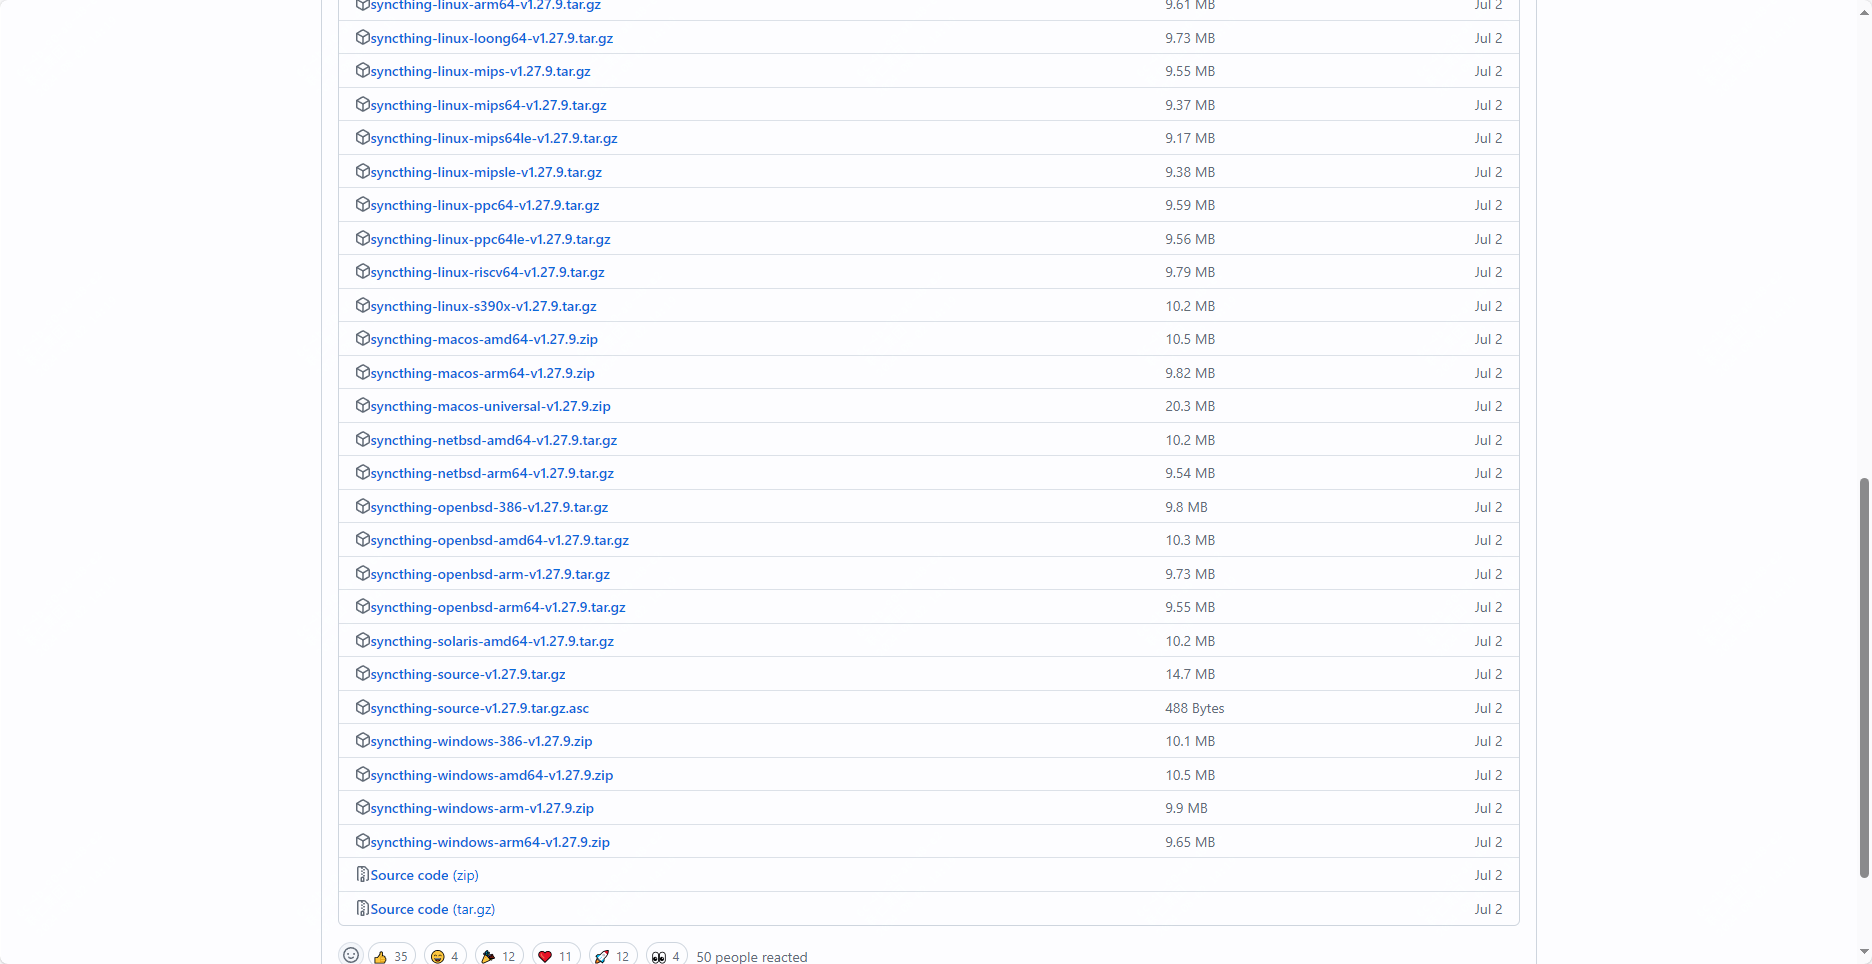 syncthing-linux-arm64-v1.27.9.tar.gz 9.61 MB Jul 2
syncthing-linux-loong64-v1.27.9.tar.gz 9.73 MB Jul 2
syncthing-linux-mips-v1.27.9.tar.gz 9.55 MB Jul 2
syncthing-linux-mips64-v1.27.9.tar.gz 9.37 MB Jul 2
syncthing-linux-mips64le-v1.27.9.tar.gz 9.17 MB Jul 2
syncthing-linux-mipsle-v1.27.9.tar.gz 9.38 MB Jul 2
syncthing-linux-ppc64-v1.27.9.tar.gz 9.59 MB Jul 2
syncthing-linux-ppc64le-v1.27.9.tar.gz 9.56 MB Jul 2
syncthing-linux-riscv64-v1.27.9.tar.gz 9.79 MB Jul 2
syncthing-linux-s390x-v1.27.9.tar.gz 10.2 MB Jul 2
syncthing-macos-amd64-v1.27.9.zip 10.5 MB Jul 2
syncthing-macos-arm64-v1.27.9.zip 9.82 MB Jul 2
syncthing-macos-universal-v1.27.9.zip 20.3 MB Jul 2
syncthing-netbsd-amd64-v1.27.9.tar.gz 10.2 MB Jul 2
syncthing-netbsd-arm64-v1.27.9.tar.gz 9.54 MB Jul 2
syncthing-openbsd-386-v1.27.9.tar.gz 9.8 MB Jul 2
syncthing-openbsd-amd64-v1.27.9.tar.gz 10.3 MB Jul 2
syncthing-openbsd-arm-v1.27.9.tar.gz 9.73 MB Jul 2
syncthing-openbsd-arm64-v1.27.9.tar.gz 9.55 MB Jul 2
syncthing-solaris-amd64-v1.27.9.tar.gz 10.2 MB Jul 2
syncthing-source-v1.27.9.tar.gz 14.7 MB Jul 2
syncthing-source-v1.27.9.tar.gz.asc 488 Bytes Jul 2
syncthing-windows-386-v1.27.9.zip 10.1 MB Jul 2
syncthing-windows-amd64-v1.27.9.zip 10.5 MB Jul 2
syncthing-windows-arm-v1.27.9.zip 9.9 MB Jul 2
syncthing-windows-arm64-v1.27.9.zip 9.65 MB Jul 2
Source code (zip) Jul 2
Source code (tar.gz) Jul 2
35 4 12 11 12 4 50 people reacted